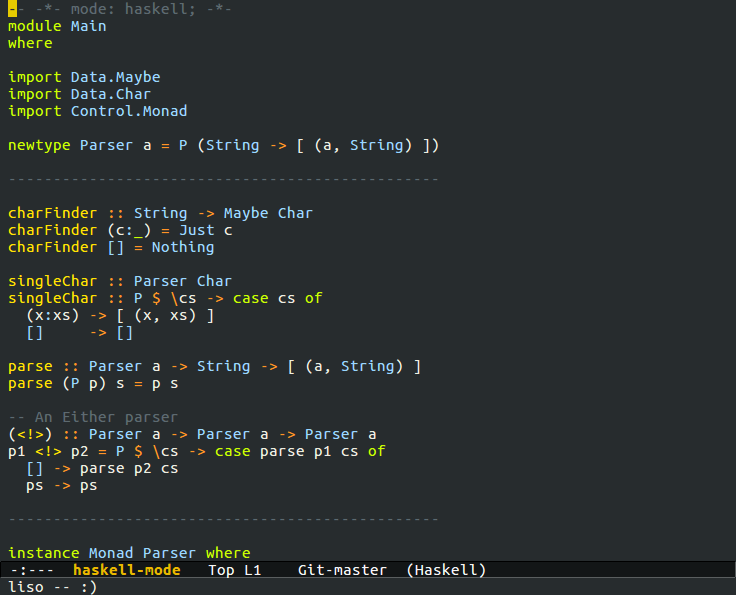 -- -*- mode: haskell; -*-
module Main
where

import Data.Maybe
import Data.Char
import Control.Monad

newtype Parser a = P (String -> [ (a, String) ])

------------------------------------------------

charFinder :: String -> Maybe Char
charFinder (c:_) = Just c
charFinder [] = Nothing

singleChar :: Parser Char
singleChar :: P $ \cs -> case cs of
  (x:xs) -> [ (x, xs) ]
  []     -> []

parse :: Parser a -> String -> [ (a, String) ]
parse (P p) s = p s

-- An Either parser
(<!>) :: Parser a -> Parser a -> Parser a
p1 <!> p2 = P $ \cs -> case parse p1 cs of
  [] -> parse p2 cs
  ps -> ps

------------------------------------------------

instance Monad Parser where
-:---  haskell-mode   Top L1    Git-master  (Haskell)
liso -- :)